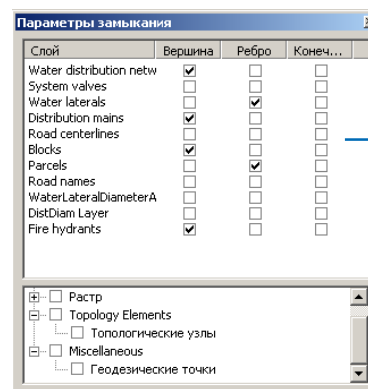 Параметры замыкания
Слой Вершина Ребро Конеч...
Water distribution netw
System valves
Water laterals
Distribution mains
Road centerlines
Blocks
Parcels
Road names
WaterLateralDiameterA
DistDiam Layer
Fire hydrants
Растр
Topology Elements
Топологические узлы
Miscellaneous
Геодезические точки